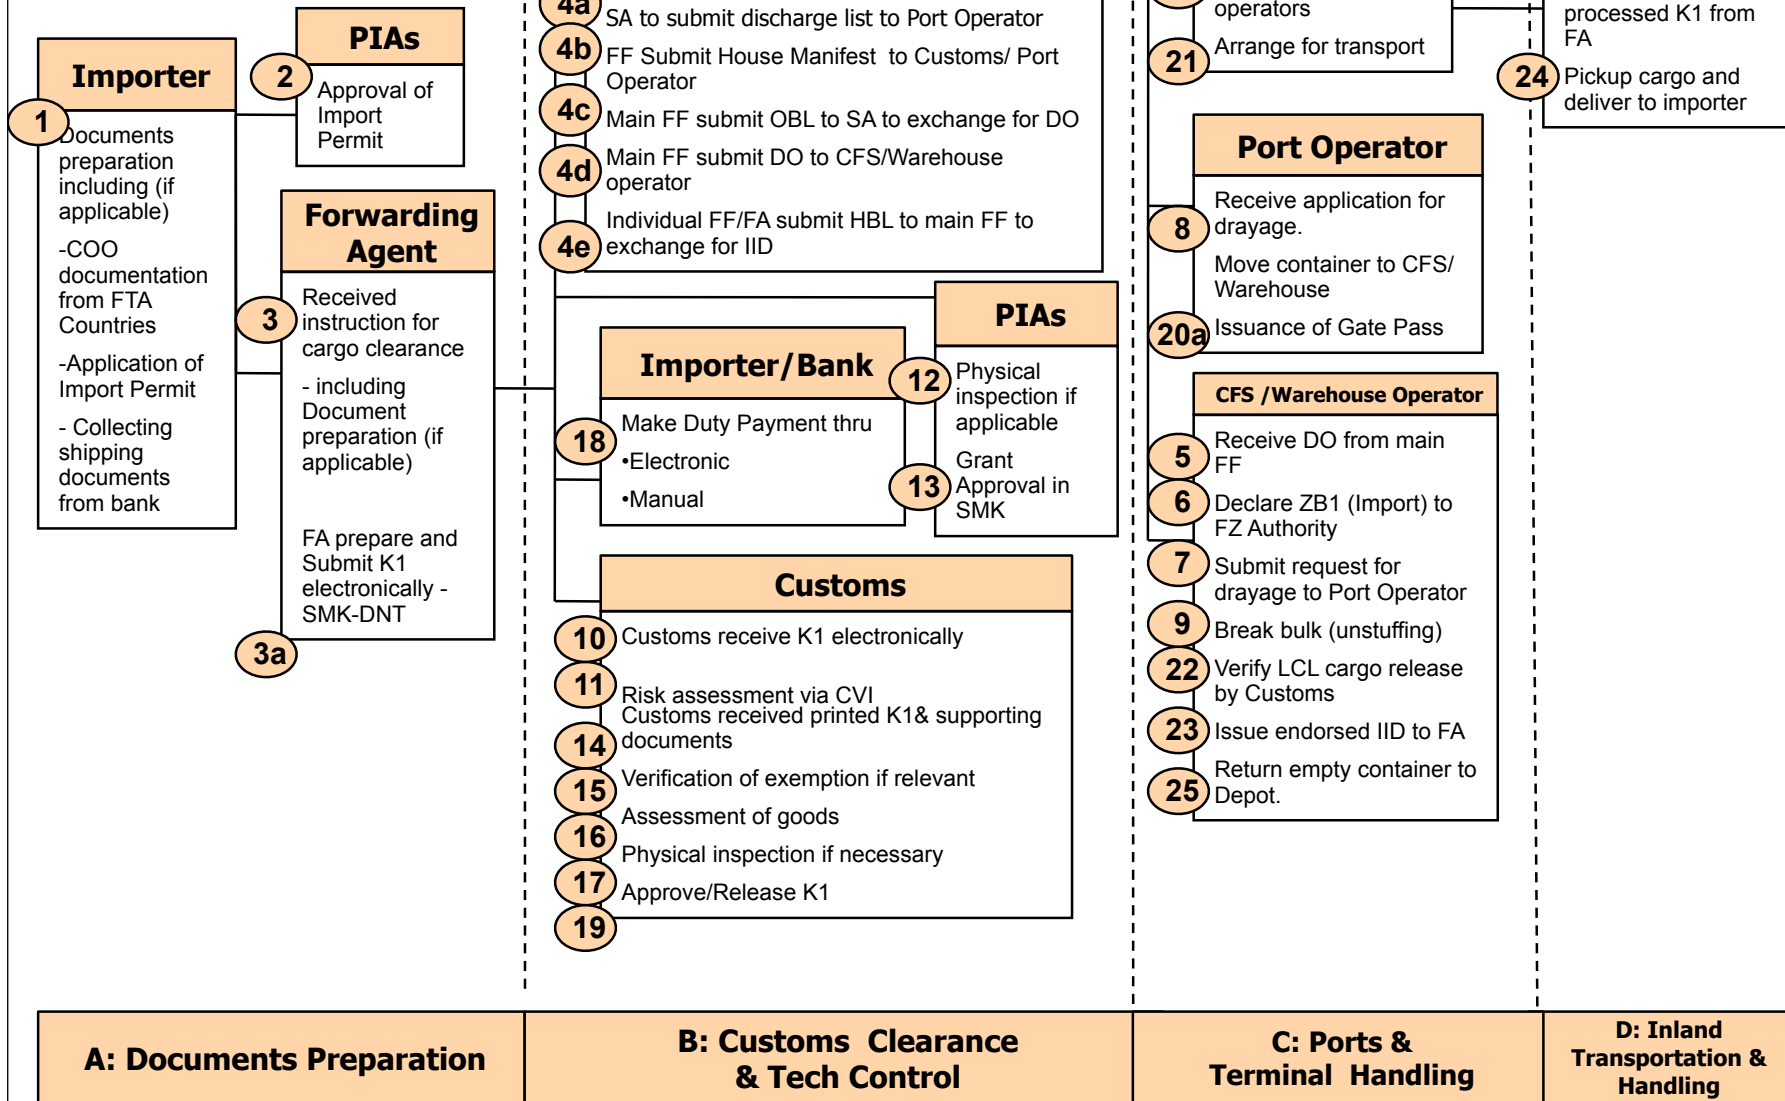 Importer
1
Documents
preparation
including (if
applicable)
-COO
documentation
from FTA
Countries
-Application of
Import Permit
- Collecting
shipping
documents
from bank
PIAs
2
Approval of
Import
Permit
Forwarding
Agent
3
Received
instruction for
cargo clearance
- including
Document
preparation (if
applicable)
FA prepare and
Submit K1
electronically -
SMK-DNT
3a
4a
SA to submit discharge list to Port Operator
4b
FF Submit House Manifest to Customs/ Port
Operator
4c
Main FF submit OBL to SA to exchange for DO
4d
Main FF submit DO to CFS/Warehouse
operator
4e
Individual FF/FA submit HBL to main FF to
exchange for IID
PIAs
12
Physical
inspection if
applicable
13
Grant
Approval in
SMK
Importer/Bank
18
Make Duty Payment thru
•Electronic
•Manual
Customs
10
Customs receive K1 electronically
11
Risk assessment via CVI
Customs received printed K1& supporting
documents
14
Verification of exemption if relevant
15
Assessment of goods
16
Physical inspection if necessary
17
Approve/Release K1
19
operators
21
Arrange for transport
Port Operator
8
Receive application for
drayage.
Move container to CFS/
Warehouse
20a
Issuance of Gate Pass
CFS /Warehouse Operator
5
Receive DO from main
FF
6
Declare ZB1 (Import) to
FZ Authority
7
Submit request for
drayage to Port Operator
9
Break bulk (unstuffing)
22
Verify LCL cargo release
by Customs
23
Issue endorsed IID to FA
25
Return empty container to
Depot.
processed K1 from
FA
24
Pickup cargo and
deliver to importer
A: Documents Preparation
B: Customs Clearance
& Tech Control
C: Ports &
Terminal Handling
D: Inland
Transportation &
Handling